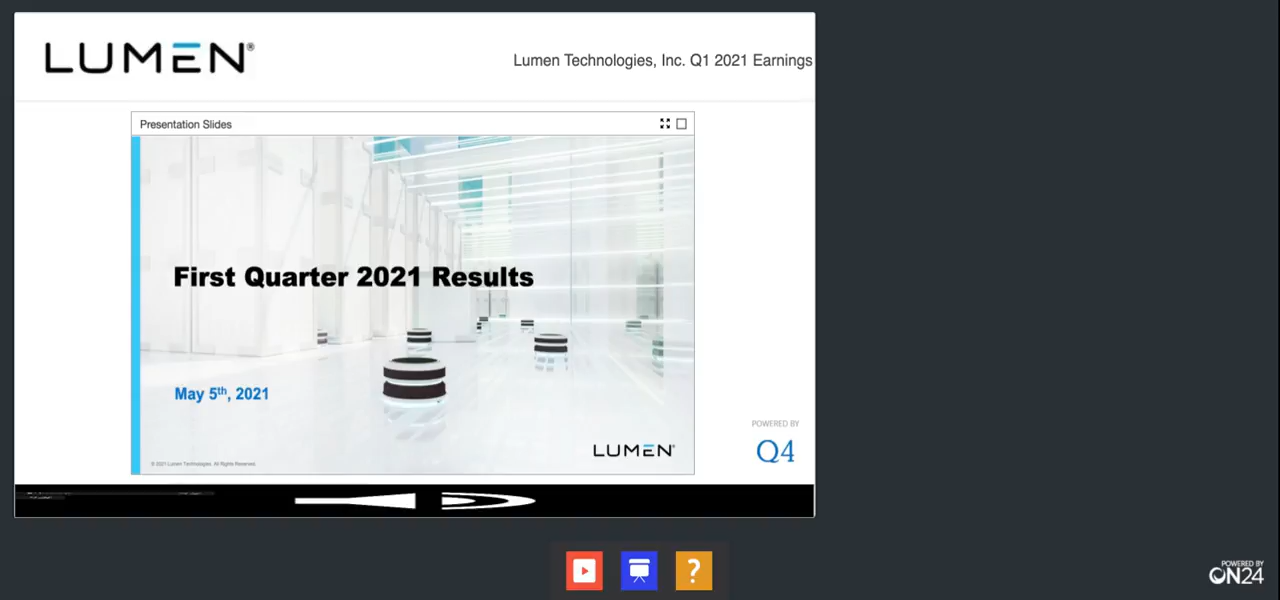 LUMEN®
Lumen Technologies, Inc. Q1 2021 Earnings
Presentation Slides
First Quarter 2021 Results
May 5th, 2021
LUMEN®
© 2021 Lumen Technologies. All Rights Reserved.
POWERED BY
Q4
?
POWERED BY
ON24